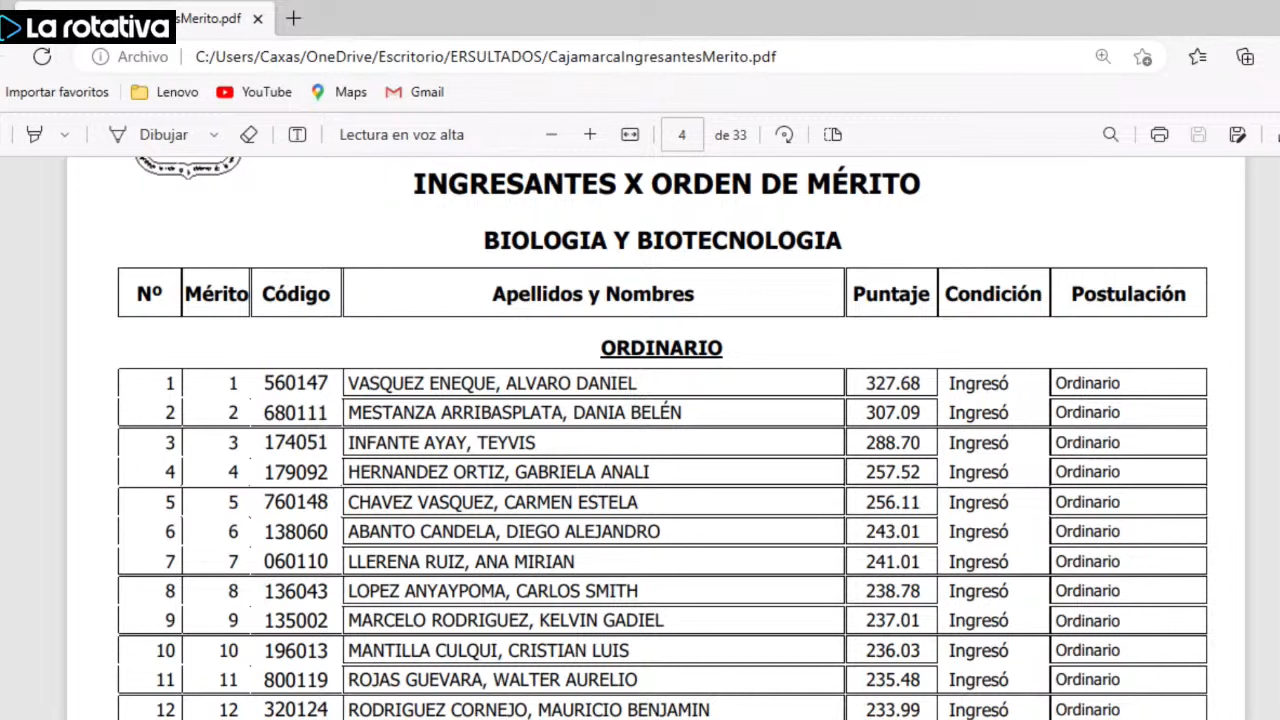 sMerito.pdf
La rotativa
Archivo C:/Users/Caxas/OneDrive/Escritorio/ERSULTADOS/CajamarcaIngresantesMerito.pdf
Importar favoritos Lenovo YouTube Maps Gmail
Dibujar Lectura en voz alta 4 de 33
INGRESANTES X ORDEN DE MÉRITO
BIOLOGIA Y BIOTECNOLOGIA
Nº Mérito Código Apellidos y Nombres Puntaje Condición Postulación
ORDINARIO
1 1 560147 VASQUEZ ENEQUE, ALVARO DANIEL 327.68 Ingresó Ordinario
2 2 680111 MESTANZA ARRIBASPLATA, DANIA BELÉN 307.09 Ingresó Ordinario
3 3 174051 INFANTE AYAY, TEYVIS 288.70 Ingresó Ordinario
4 4 179092 HERNANDEZ ORTIZ, GABRIELA ANALI 257.52 Ingresó Ordinario
5 5 760148 CHAVEZ VASQUEZ, CARMEN ESTELA 256.11 Ingresó Ordinario
6 6 138060 ABANTO CANDELA, DIEGO ALEJANDRO 243.01 Ingresó Ordinario
7 7 060110 LLERENA RUIZ, ANA MIRIAN 241.01 Ingresó Ordinario
8 8 136043 LOPEZ ANYAYPOMA, CARLOS SMITH 238.78 Ingresó Ordinario
9 9 135002 MARCELO RODRIGUEZ, KELVIN GADIEL 237.01 Ingresó Ordinario
10 10 196013 MANTILLA CULQUI, CRISTIAN LUIS 236.03 Ingresó Ordinario
11 11 800119 ROJAS GUEVARA, WALTER AURELIO 235.48 Ingresó Ordinario
12 12 320124 RODRIGUEZ CORNEJO, MAURICIO BENJAMIN 233.99 Ingresó Ordinario